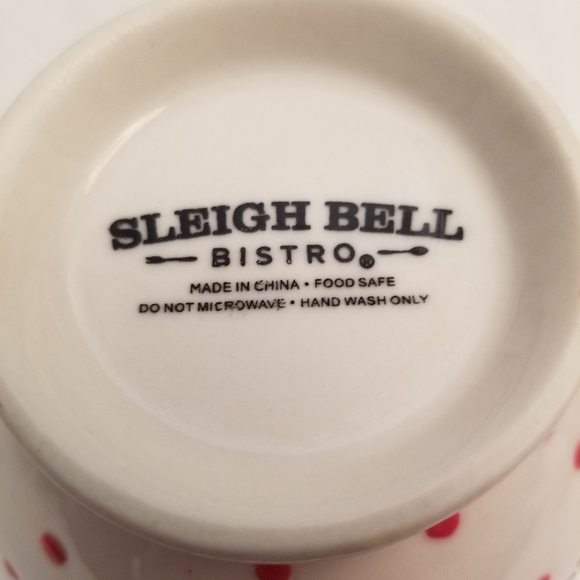 SLEIGH BELL
BISTRO®
MADE IN CHINA • FOOD SAFE
DO NOT MICROWAVE • HAND WASH ONLY